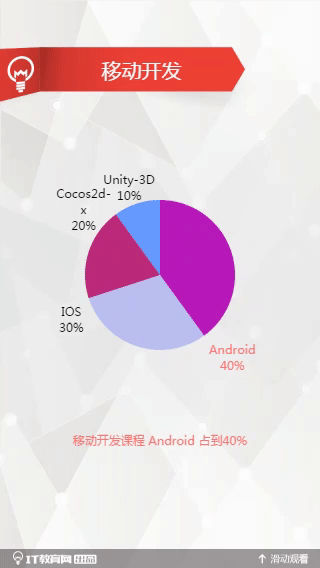 移动开发
Unity-3D
10%
Cocos2d-
x
20%
IOS
30%
Android
40%
移动开发课程 Android 占到40%
IT教育网 出品
滑动观看